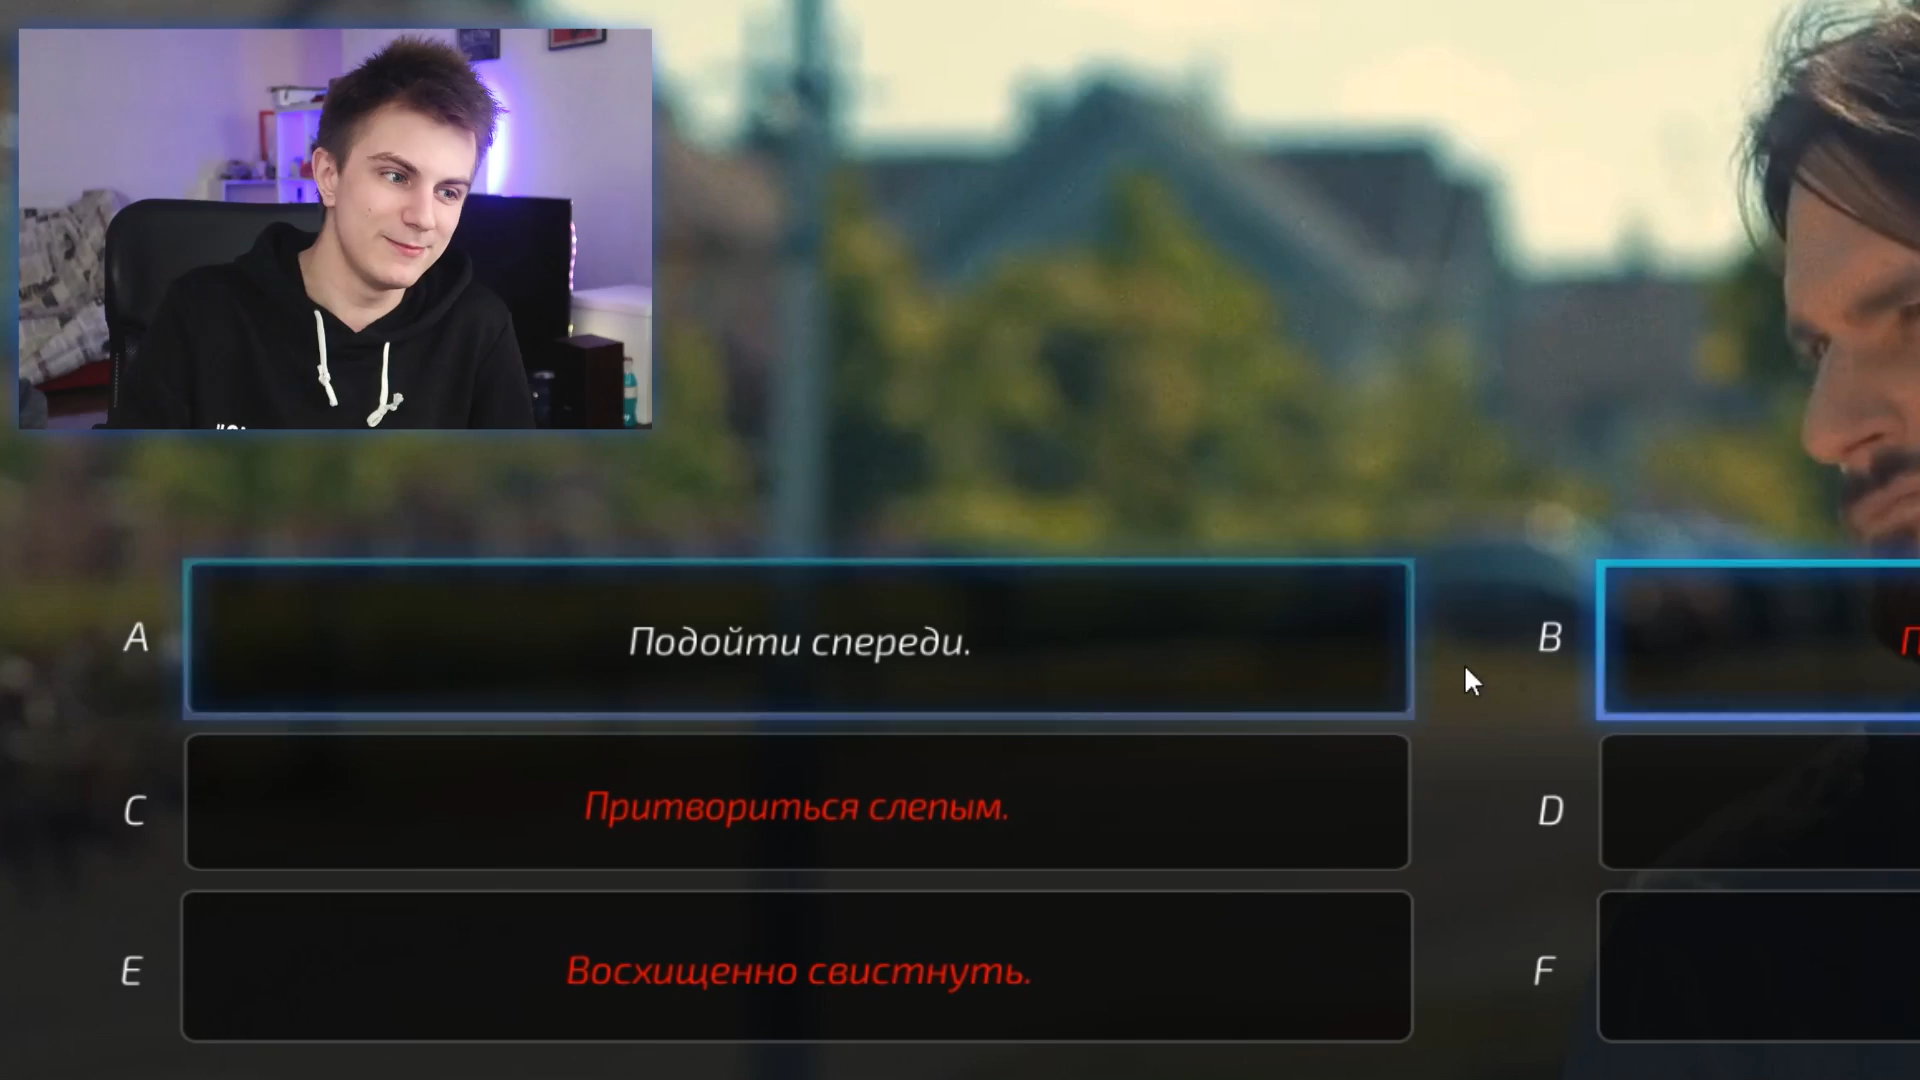 A
Подойти спереди.
B
C
Притвориться слепым.
D
E
Восхищенно свистнуть.
F